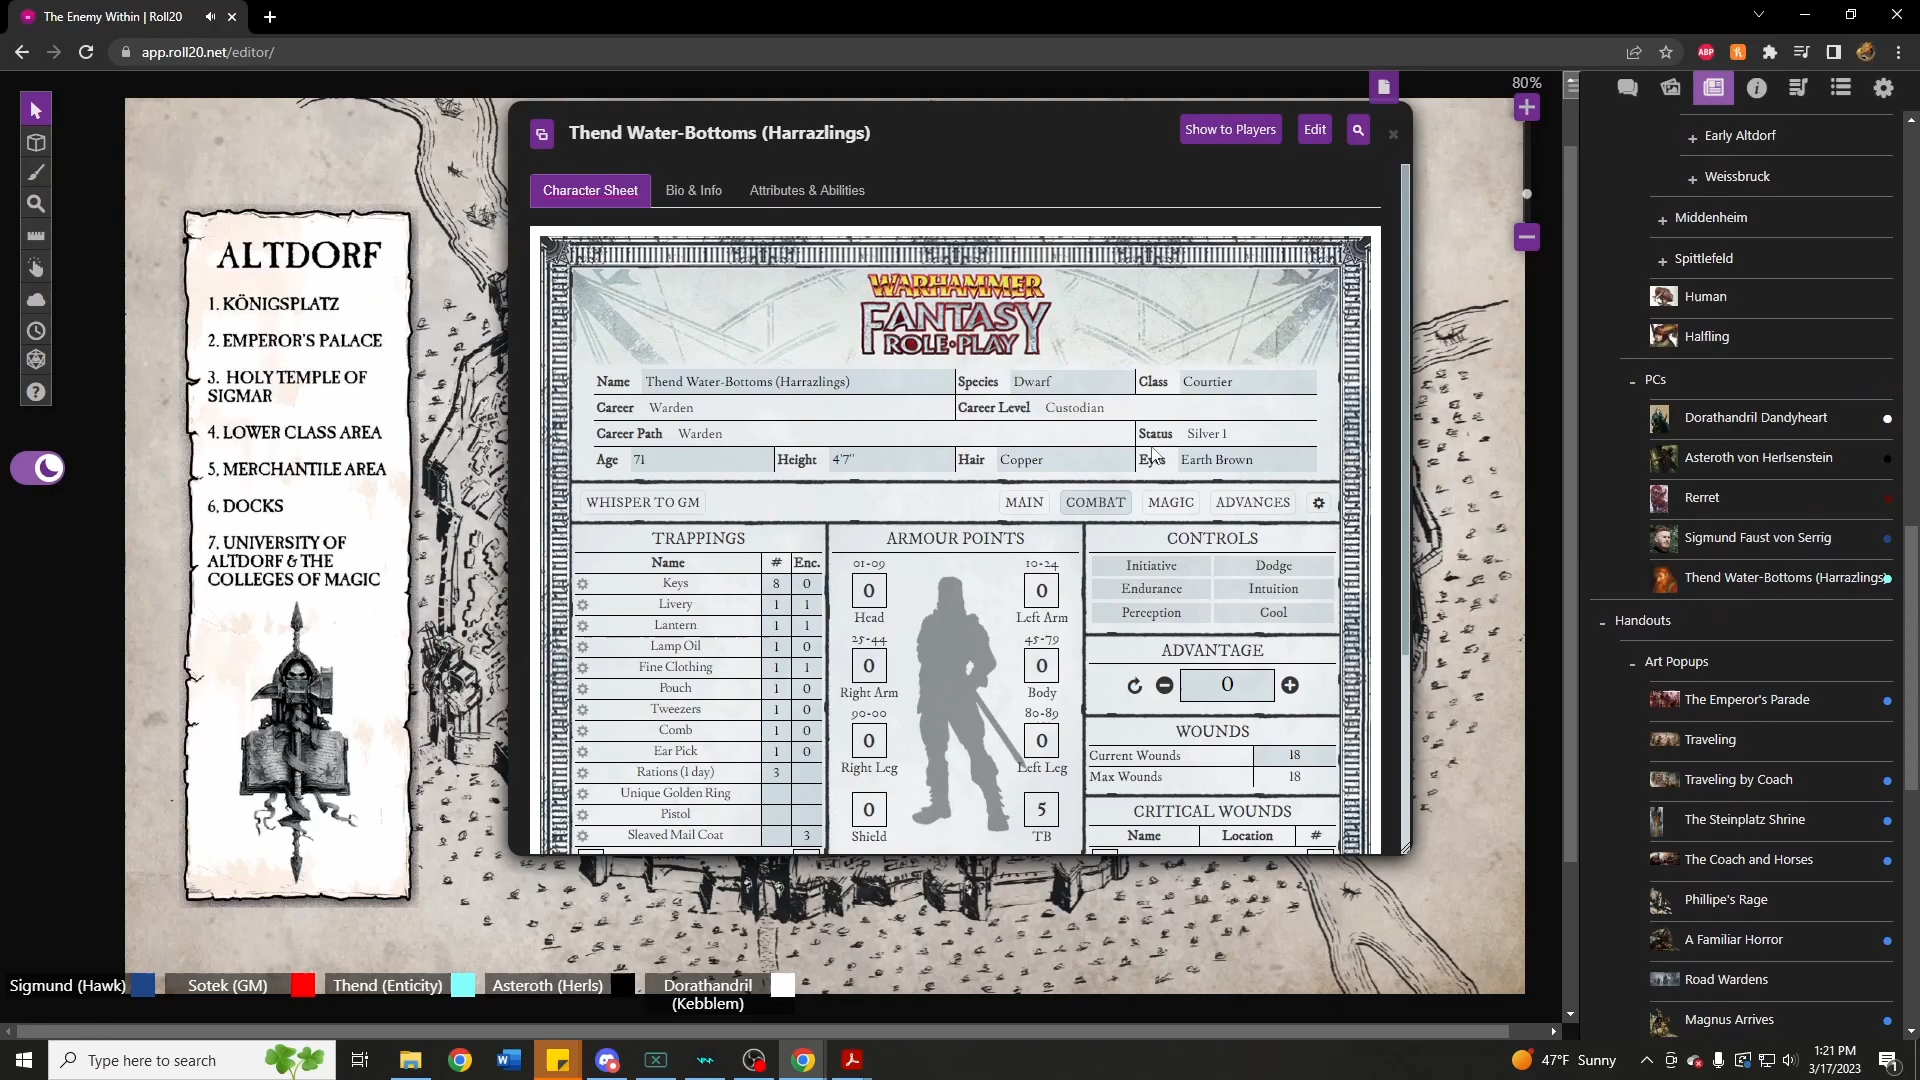 The Enemy Within | Roll20
app.roll20.net/editor/
ABP
80%
Thend Water-Bottoms (Harrazlings)
Show to Players
Edit
Character Sheet
Bio & Info
Attributes & Abilities
ALTDORF
1. KÖNIGSPLATZ
2. EMPEROR'S PALACE
3. HOLY TEMPLE OF
SIGMAR
4. LOWER CLASS AREA
5. MERCHANTILE AREA
6. DOCKS
7. UNIVERSITY OF
ALTDORF & THE
COLLEGES OF MAGIC
WARHAMMER
FANTASY
ROLE•PLAY
Name Thend Water-Bottoms (Harrazlings) Species Dwarf Class Courtier
Career Warden Career Level Custodian
Career Path Warden Status Silver 1
Age 71 Height 4'7" Hair Copper Eyes Earth Brown
WHISPER TO GM MAIN COMBAT MAGIC ADVANCES
TRAPPINGS
Name # Enc.
Keys 8 0
Livery 1 1
Lantern 1 1
Lamp Oil 1 0
Fine Clothing 1 1
Pouch 1 0
Tweezers 1 0
Comb 1 0
Ear Pick 1 0
Rations (1 day) 3
Unique Golden Ring
Pistol
Sleaved Mail Coat 3
ARMOUR POINTS
01-09 10-24
0 0
Head Left Arm
25-44 45-79
0 0
Right Arm Body
90-00 80-89
0 0
Right Leg Left Leg
0 5
Shield TB
CONTROLS
Initiative Dodge
Endurance Intuition
Perception Cool
ADVANTAGE
0
WOUNDS
Current Wounds 18
Max Wounds 18
CRITICAL WOUNDS
Name Location #
Early Altdorf
Weissbruck
Middenheim
Spittlefeld
Human
Halfling
PCs
Dorathandril Dandyheart
Asteroth von Herlsenstein
Rerret
Sigmund Faust von Serrig
Thend Water-Bottoms (Harrazlings)
Handouts
Art Popups
The Emperor's Parade
Traveling
Traveling by Coach
The Steinplatz Shrine
The Coach and Horses
Phillipe's Rage
A Familiar Horror
Road Wardens
Magnus Arrives
Sigmund (Hawk)
Sotek (GM)
Thend (Enticity)
Asteroth (Herls)
Dorathandril
(Kebblem)
Type here to search
47°F Sunny
1:21 PM
3/17/2023
1